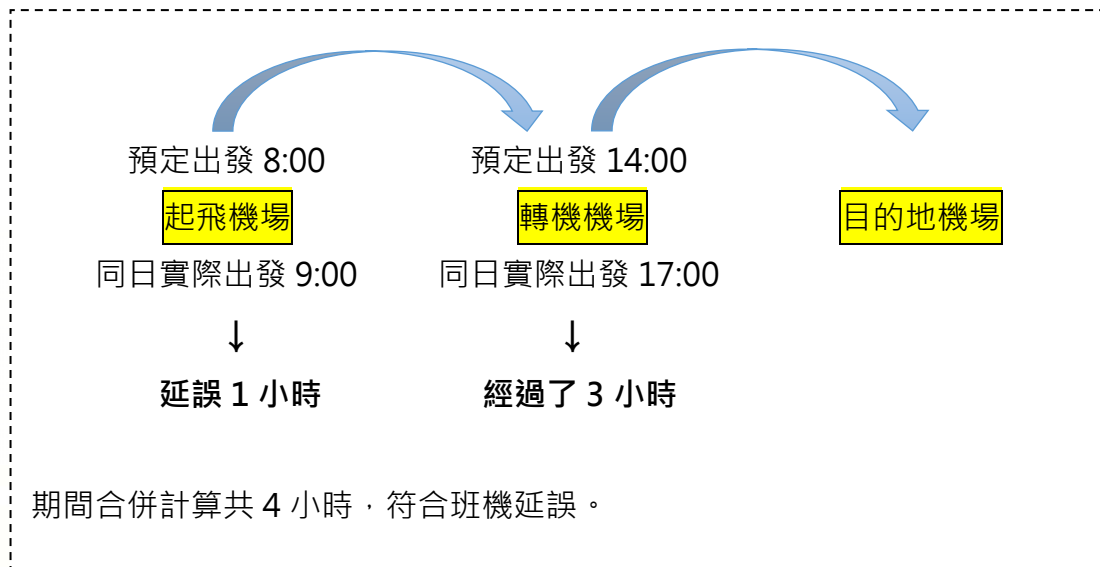 預定出發 8:00 預定出發 14:00
起飛機場 轉機機場 目的地機場
同日實際出發 9:00 同日實際出發 17:00
↓ ↓
延誤 1 小時 經過了 3 小時
期間合併計算共 4 小時，符合班機延誤。